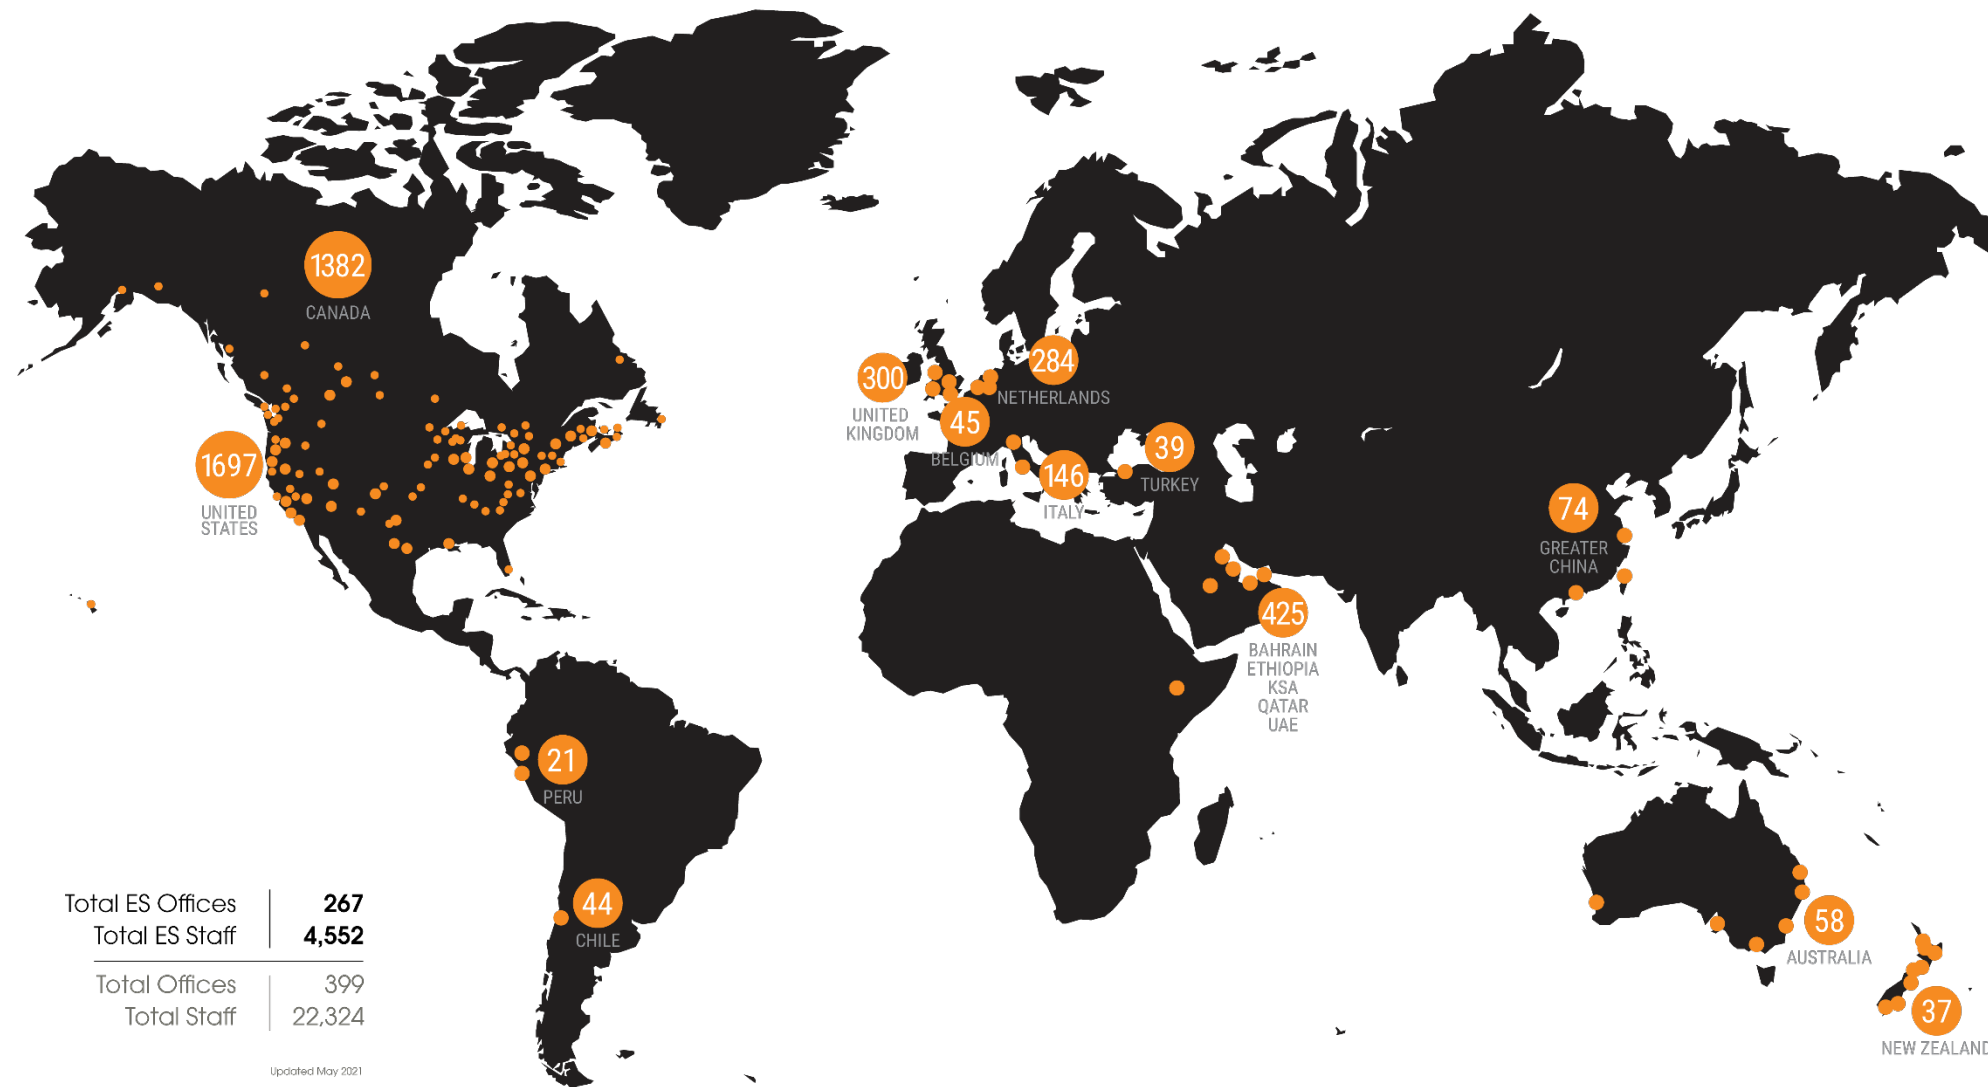 1382
CANADA
1697
UNITED
STATES
300
UNITED
KINGDOM
284
NETHERLANDS
45
BELGIUM
146
ITALY
39
TURKEY
74
GREATER
CHINA
425
BAHRAIN
ETHIOPIA
KSA
QATAR
UAE
21
PERU
44
CHILE
58
AUSTRALIA
37
NEW ZEALAND
Total ES Offices 267
Total ES Staff 4,552
Total Offices 399
Total Staff 22,324
Updated May 2021